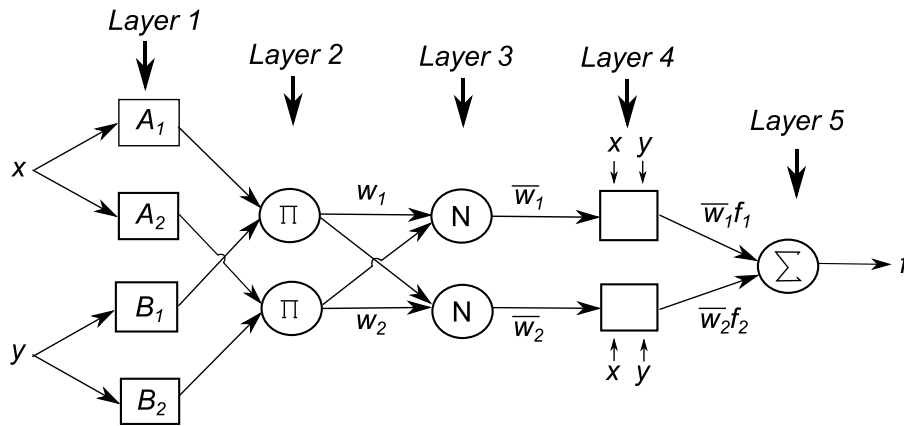 Layer 1
Layer 2
Layer 3
Layer 4
Layer 5
x
y
A₁
A₂
B₁
B₂
Π
Π
w₁
w₂
N
N
w̅₁
w̅₂
x y
x y
w̅₁f₁
w̅₂f₂
Σ
f